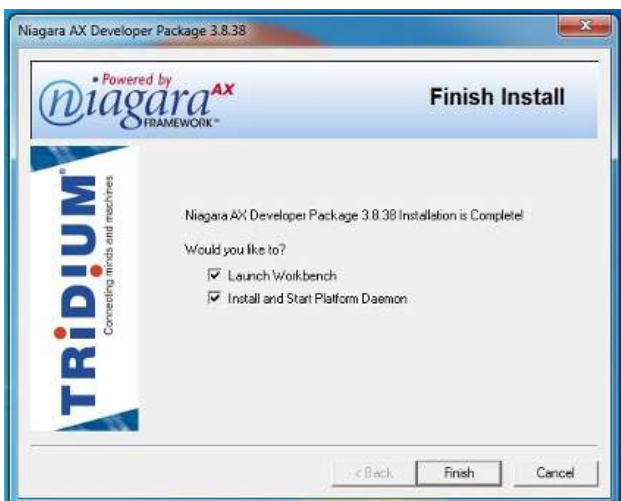 Niagara AX Developer Package 3.8.38
Powered by
niagara AX
FRAMEWORK™
Finish Install
TRIDIUM®
Connecting minds and machines
Niagara AX Developer Package 3.8.38 Installation is Complete!
Would you like to?
Launch Workbench
Install and Start Platform Daemon
< Back
Finish
Cancel